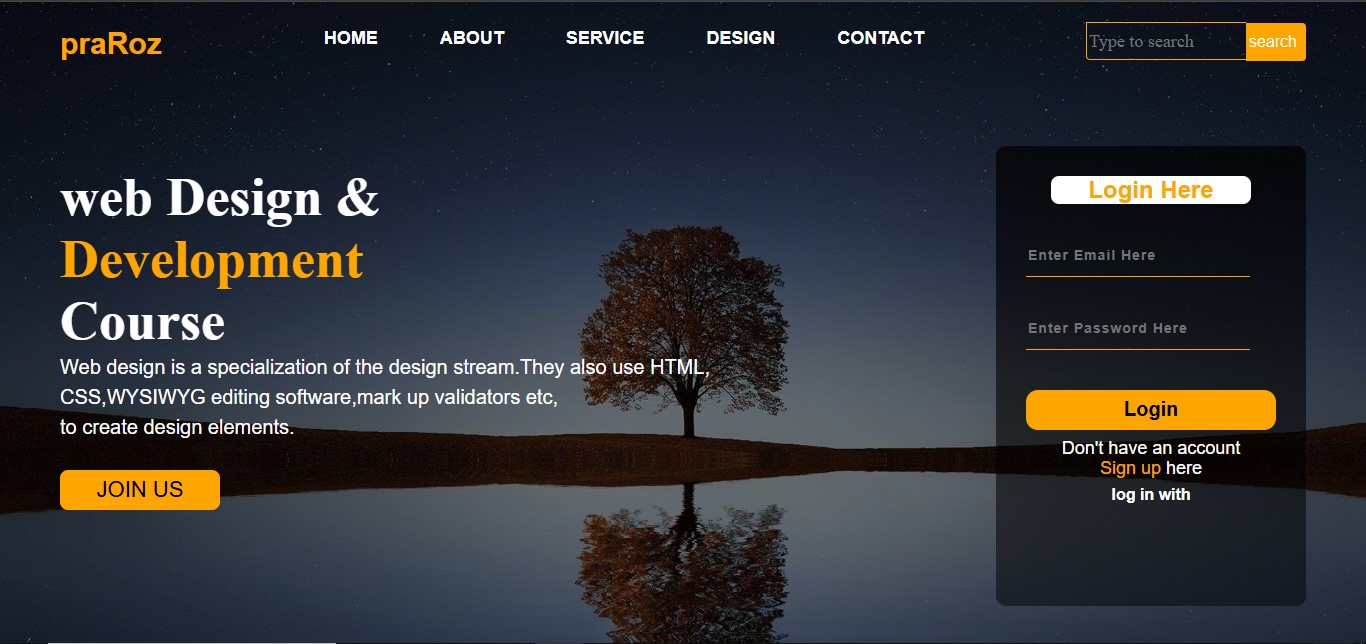 praRoz
HOME ABOUT SERVICE DESIGN CONTACT
Type to search search
web Design &
Development
Course
Web design is a specialization of the design stream.They also use HTML,
CSS,WYSIWYG editing software,mark up validators etc,
to create design elements.
JOIN US
Login Here
Enter Email Here
Enter Password Here
Login
Don't have an account
Sign up here
log in with